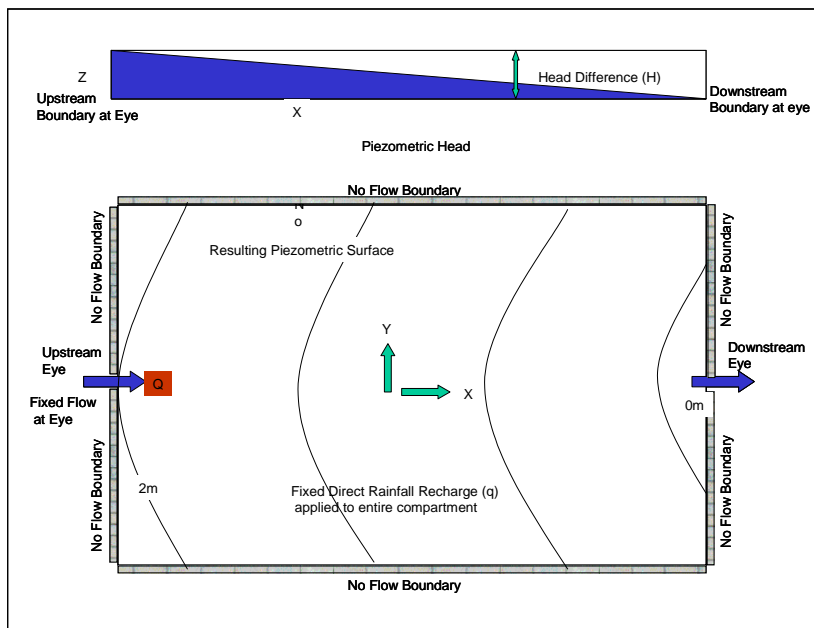 Z
Head Difference (H)
Upstream
Boundary at Eye
X
Downstream
Boundary at eye
Piezometric Head
No Flow Boundary
N
o
Resulting Piezometric Surface
No Flow Boundary
No Flow Boundary
Y
X
Upstream
Eye
Q
Fixed Flow
at Eye
Downstream
Eye
0m
2m
Fixed Direct Rainfall Recharge (q)
applied to entire compartment
No Flow Boundary
No Flow Boundary
No Flow Boundary